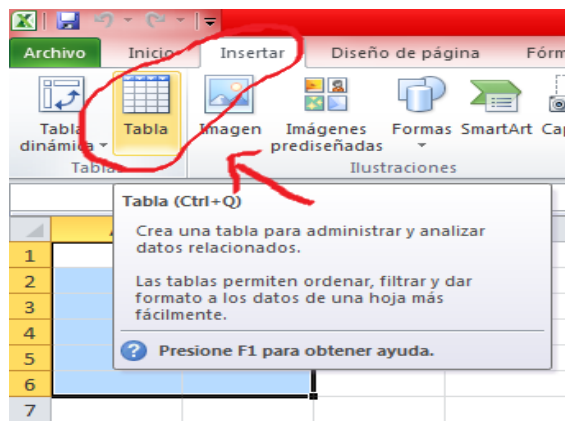 Archivo Inicio Insertar Diseño de página Fórm
Tabla dinámica Tabla Imagen Imágenes prediseñadas Formas SmartArt Cap
Tablas Ilustraciones
Tabla (Ctrl+Q)
Crea una tabla para administrar y analizar
datos relacionados.
Las tablas permiten ordenar, filtrar y dar
formato a los datos de una hoja más
fácilmente.
Presione F1 para obtener ayuda.
1
2
3
4
5
6
7